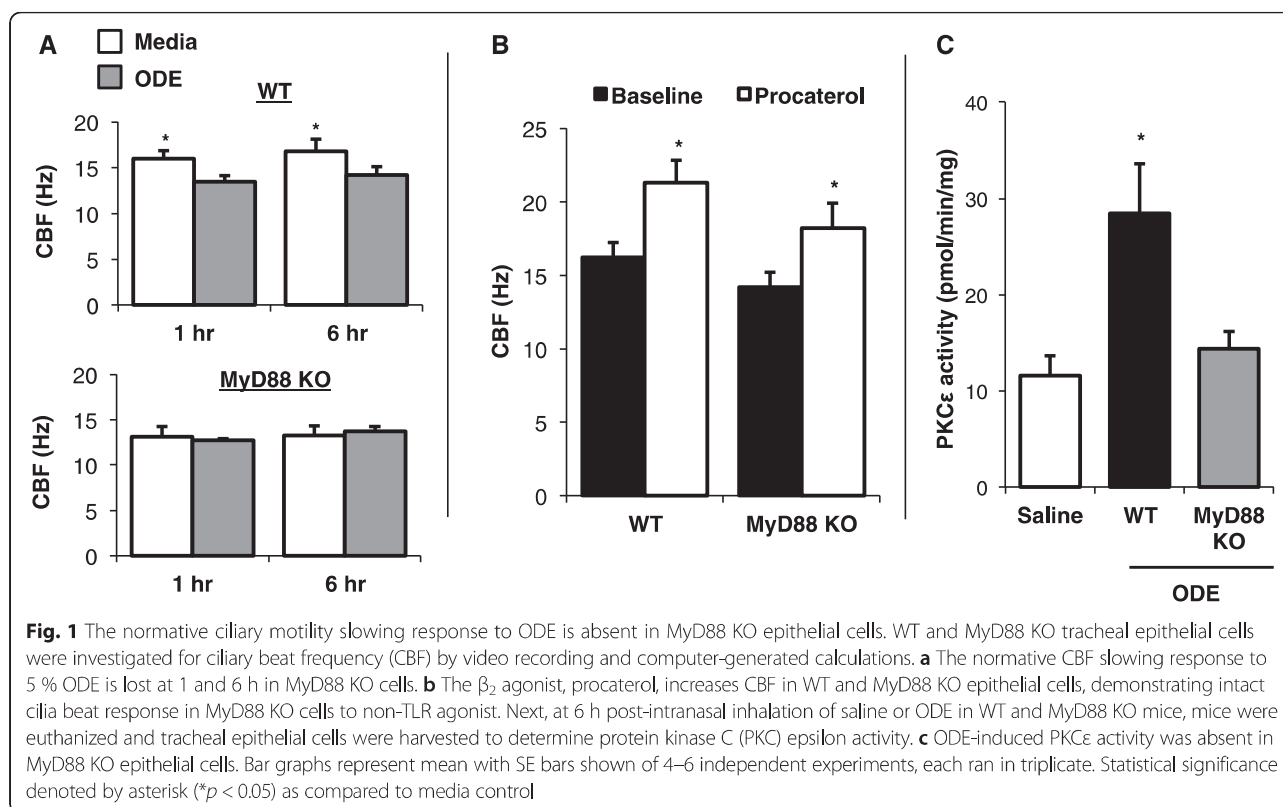 A
Media
ODE
WT
*
*
20
15
10
5
0
CBF (Hz)
1 hr
6 hr
MyD88 KO
20
15
10
5
0
CBF (Hz)
1 hr
6 hr
B
Baseline
Procaterol
25
20
15
10
5
0
CBF (Hz)
*
*
WT
MyD88 KO
C
40
30
20
10
0
PKCε activity (pmol/min/mg)
*
Saline
WT
MyD88
KO
ODE
Fig. 1 The normative ciliary motility slowing response to ODE is absent in MyD88 KO epithelial cells. WT and MyD88 KO tracheal epithelial cells
were investigated for ciliary beat frequency (CBF) by video recording and computer-generated calculations. a The normative CBF slowing response to
5 % ODE is lost at 1 and 6 h in MyD88 KO cells. b The β₂ agonist, procaterol, increases CBF in WT and MyD88 KO epithelial cells, demonstrating intact
cilia beat response in MyD88 KO cells to non-TLR agonist. Next, at 6 h post-intranasal inhalation of saline or ODE in WT and MyD88 KO mice, mice were
euthanized and tracheal epithelial cells were harvested to determine protein kinase C (PKC) epsilon activity. c ODE-induced PKCε activity was absent in
MyD88 KO epithelial cells. Bar graphs represent mean with SE bars shown of 4–6 independent experiments, each ran in triplicate. Statistical significance
denoted by asterisk (*p < 0.05) as compared to media control